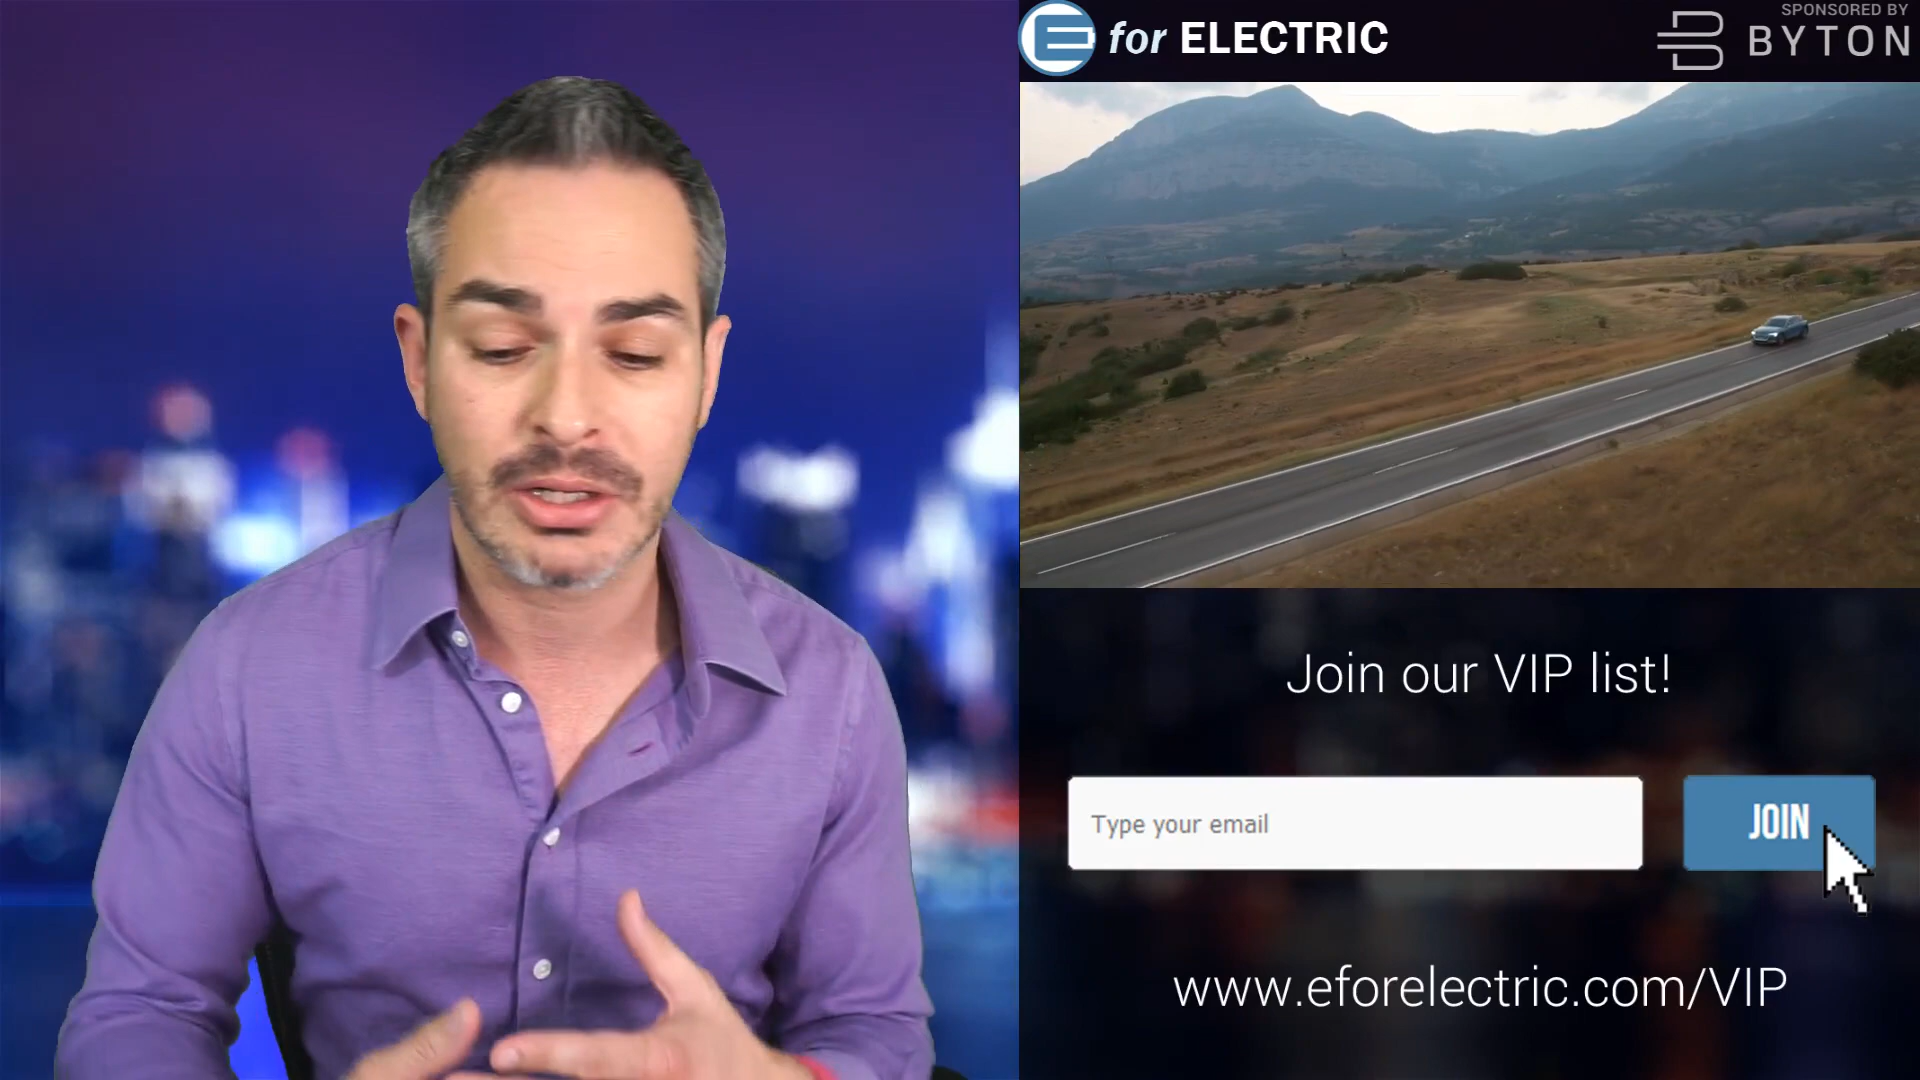 for ELECTRIC
SPONSORED BY
BYTON
Join our VIP list!
Type your email
JOIN
www.eforelectric.com/VIP